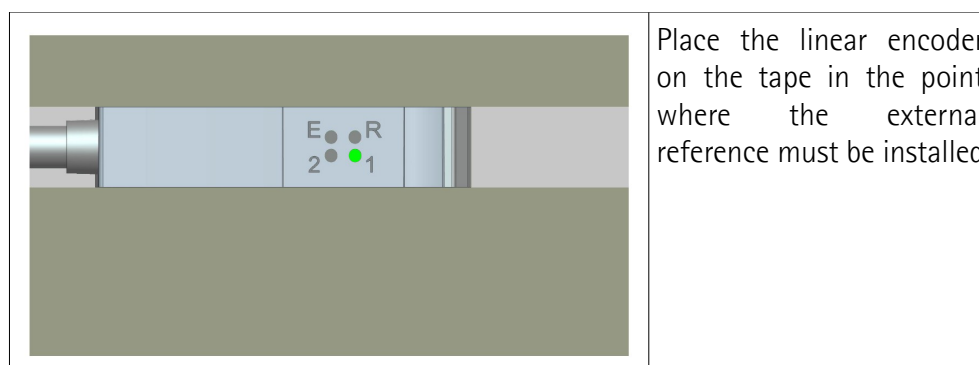 E R
2 1
Place the linear encoder
on the tape in the point
where the external
reference must be installed